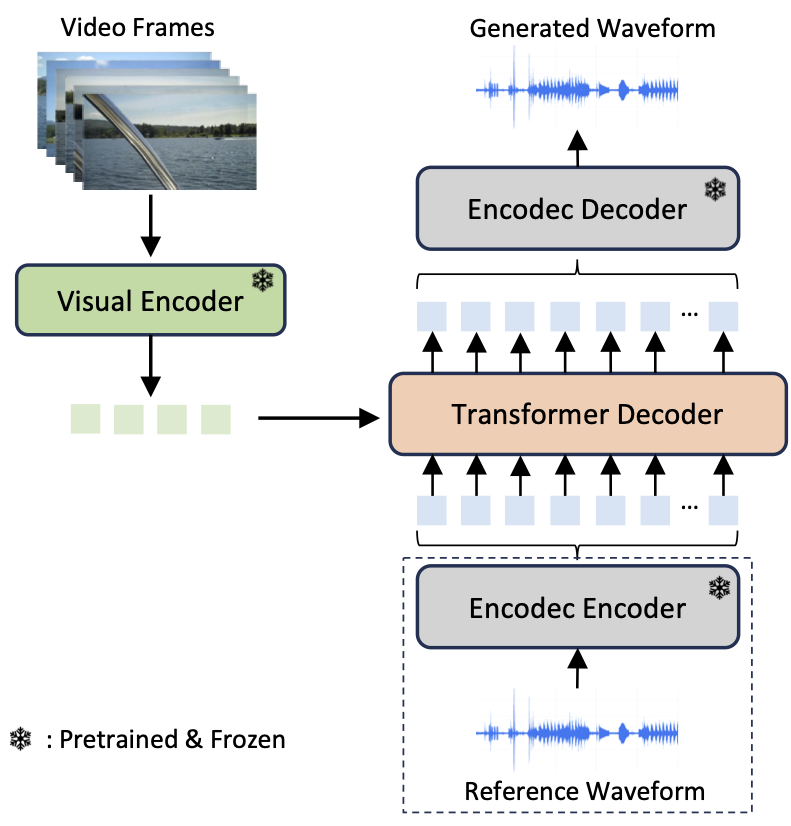 Video Frames
Generated Waveform
Encodec Decoder
Visual Encoder
...
Transformer Decoder
...
Encodec Encoder
: Pretrained & Frozen
Reference Waveform